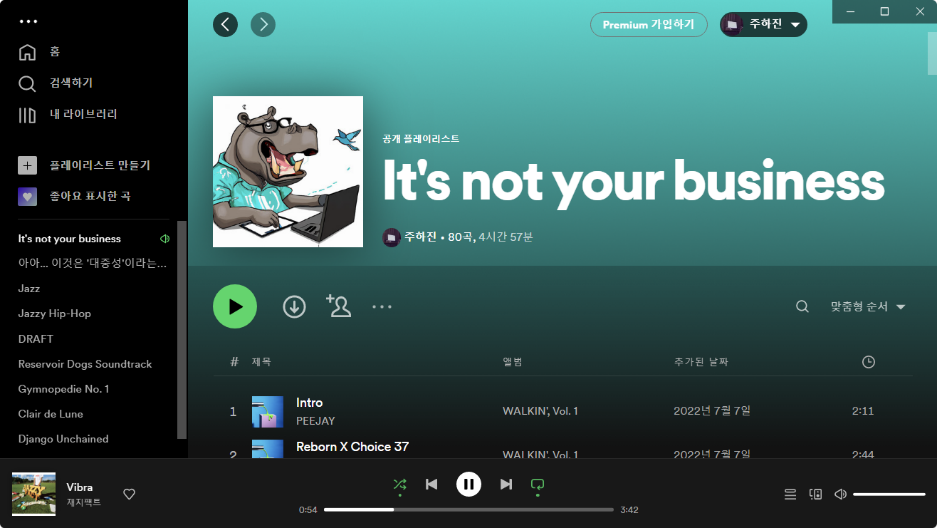 홈
검색하기
내 라이브러리
플레이리스트 만들기
좋아요 표시한 곡
It's not your business
아아... 이것은 '대중성'이라는...
Jazz
Jazzy Hip-Hop
DRAFT
Reservoir Dogs Soundtrack
Gymnopedie No. 1
Clair de Lune
Django Unchained
Premium 가입하기
주하진
공개 플레이리스트
It's not your business
주하진 • 80곡, 4시간 57분
맞춤형 순서
# 제목 앨범 추가된 날짜
1 Intro WALKIN', Vol. 1 2022년 7월 7일 2:11
PEEJAY
2 Reborn X Choice 37 WALKIN', Vol. 1 2022년 7월 7일 2:44
Vibra
재지팩트
0:54 3:42